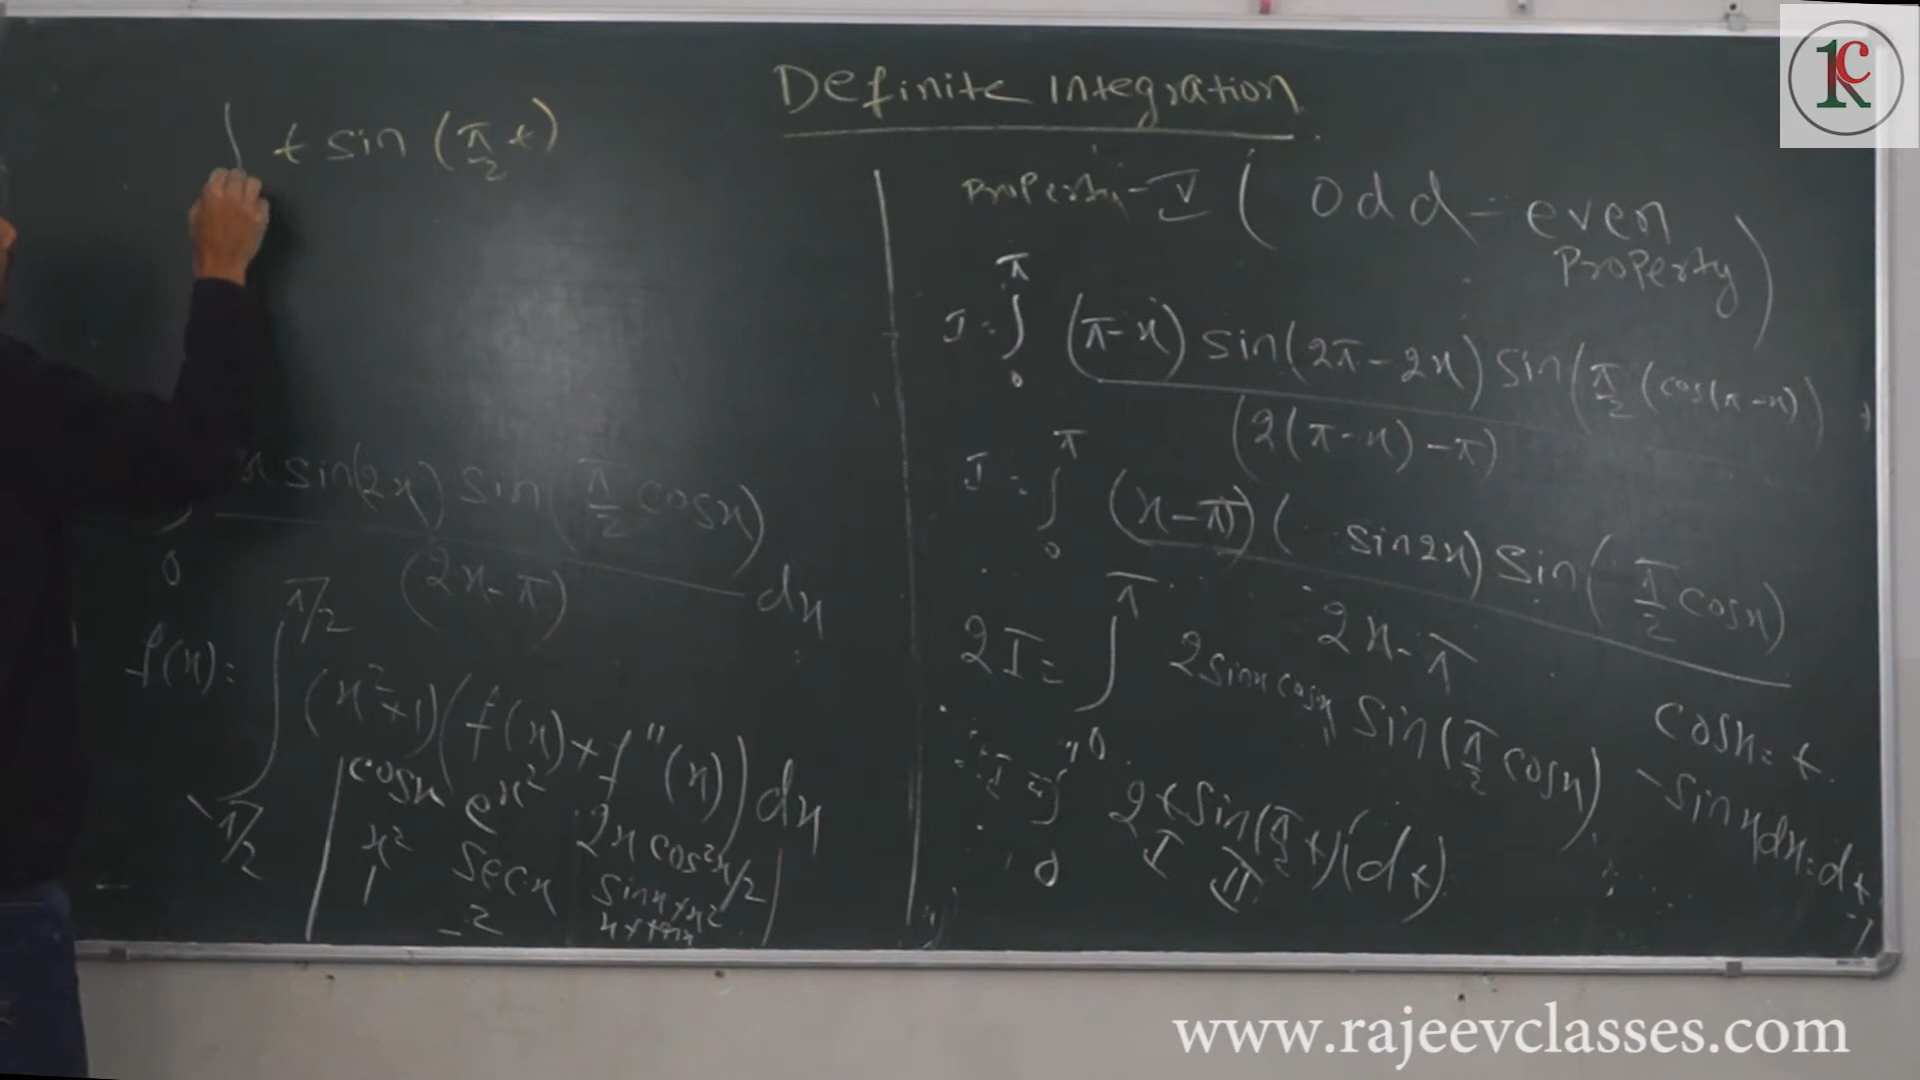 Definite Integration
∫ t sin (π/2 t)
x sin(2x) sin(π/2 cosx)
(2x-π) dx
0
f(x):
π/2
∫ (x²+1)(f(x)+f"(x))dx
-π/2
cosx e^x² 2x cos²x/2
x² secx sinx+x²
1 2
Property-V (odd-even
Property)
π
I = ∫ (π-x) sin(2π-2x) sin(π/2 (cos(π-x))
0
(2(π-x)-π)
π
I = ∫ (x-π)( sin2x) sin(π/2 cosx)
0
2x-π
π
2I = ∫ 2sinx cosx sin(π/2 cosx)
0
cosx = t
-sinxdx = dt
∫ 2t sin(π/2 t)(dt)
0
I II
www.rajeevclasses.com